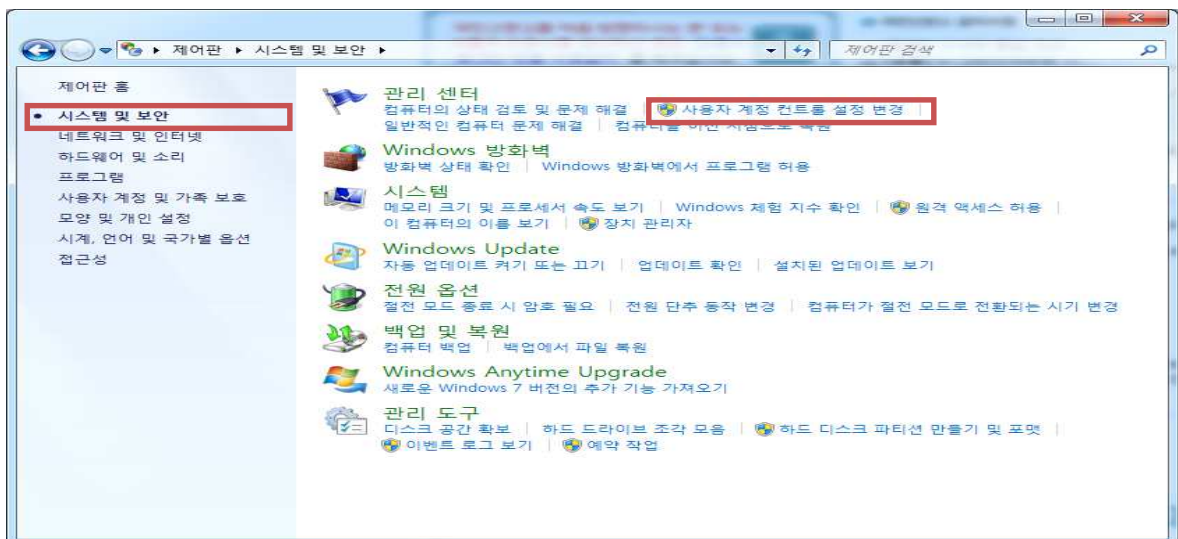 제어판 ▸ 시스템 및 보안 ▸
제어판 검색
제어판 홈
시스템 및 보안
네트워크 및 인터넷
하드웨어 및 소리
프로그램
사용자 계정 및 가족 보호
모양 및 개인 설정
시계, 언어 및 국가별 옵션
접근성
관리 센터
컴퓨터의 상태 검토 및 문제 해결 사용자 계정 컨트롤 설정 변경
일반적인 컴퓨터 문제 해결 컴퓨터를 이전 시점으로 복원
Windows 방화벽
방화벽 상태 확인 Windows 방화벽에서 프로그램 허용
시스템
메모리 크기 및 프로세서 속도 보기 Windows 체험 지수 확인 원격 액세스 허용
이 컴퓨터의 이름 보기 장치 관리자
Windows Update
자동 업데이트 켜기 또는 끄기 업데이트 확인 설치된 업데이트 보기
전원 옵션
절전 모드 종료 시 암호 필요 전원 단추 동작 변경 컴퓨터가 절전 모드로 전환되는 시기 변경
백업 및 복원
컴퓨터 백업 백업에서 파일 복원
Windows Anytime Upgrade
새로운 Windows 7 버전의 추가 기능 가져오기
관리 도구
디스크 공간 확보 하드 드라이브 조각 모음 하드 디스크 파티션 만들기 및 포맷
이벤트 로그 보기 예약 작업